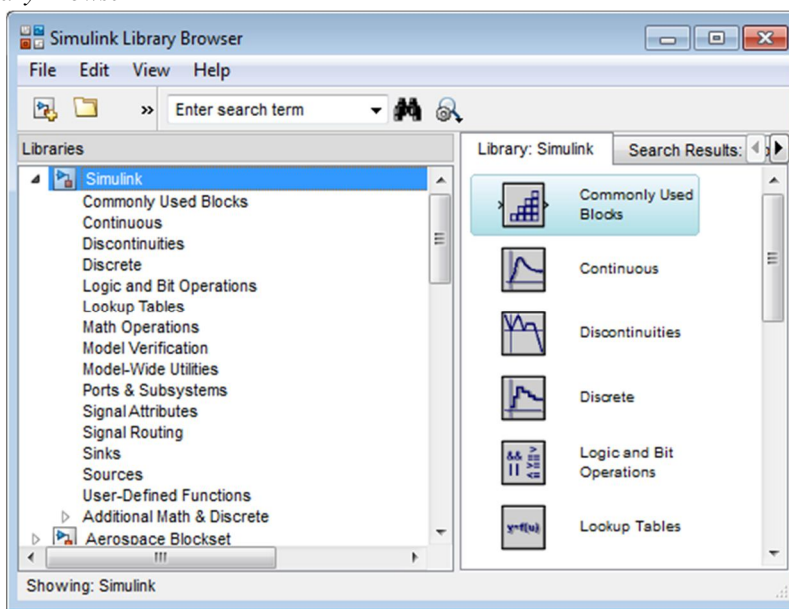 Simulink Library Browser
File Edit View Help
» Enter search term
Libraries
Simulink
Commonly Used Blocks
Continuous
Discontinuities
Discrete
Logic and Bit Operations
Lookup Tables
Math Operations
Model Verification
Model-Wide Utilities
Ports & Subsystems
Signal Attributes
Signal Routing
Sinks
Sources
User-Defined Functions
Additional Math & Discrete
Aerospace Blockset
Library: Simulink
Search Results:
Commonly Used
Blocks
Continuous
Discontinuities
Discrete
Logic and Bit
Operations
y=f(u)
Lookup Tables
Showing: Simulink